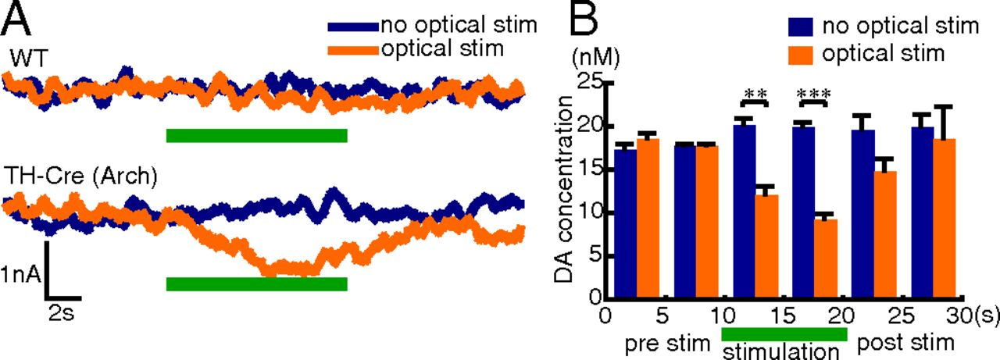 A
no optical stim
optical stim
WT
TH-Cre (Arch)
1nA
2s
B
no optical stim
optical stim
(nM)
DA concentration
25
20
15
10
5
0
** ***
0 5 10 15 20 25 30(s)
pre stim stimulation post stim